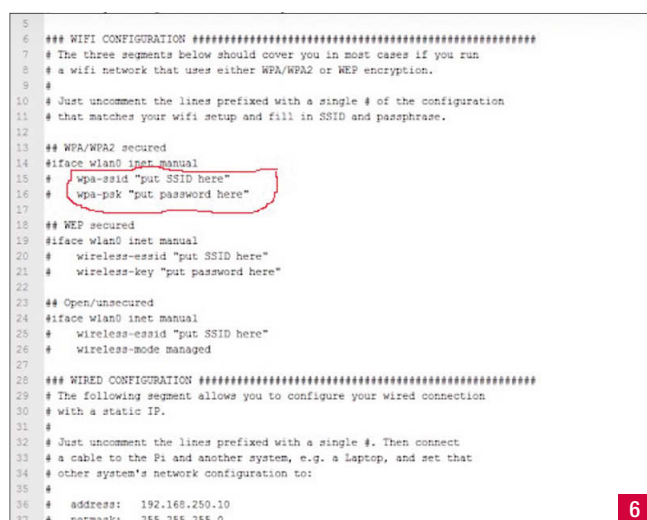 5
6 ### WIFI CONFIGURATION ######################################################
7 # The three segments below should cover you in most cases if you run
8 # a wifi network that uses either WPA/WPA2 or WEP encryption.
9 #
10 # Just uncomment the lines prefixed with a single # of the configuration
11 # that matches your wifi setup and fill in SSID and passphrase.
12
13 ## WPA/WPA2 secured
14 #iface wlan0 inet manual
15 #    wpa-ssid "put SSID here"
16 #    wpa-psk "put password here"
17
18 ## WEP secured
19 #iface wlan0 inet manual
20 #    wireless-essid "put SSID here"
21 #    wireless-key "put password here"
22
23 ## Open/unsecured
24 #iface wlan0 inet manual
25 #    wireless-essid "put SSID here"
26 #    wireless-mode managed
27
28 ### WIRED CONFIGURATION #####################################################
29 # The following segment allows you to configure your wired connection
30 # with a static IP.
31 #
32 # Just uncomment the lines prefixed with a single #. Then connect
33 # a cable to the Pi and another system, e.g. a Laptop, and set that
34 # other system's network configuration to:
35 #
36 #   address:   192.168.250.10
37 #   netmask:   255.255.255.0
6